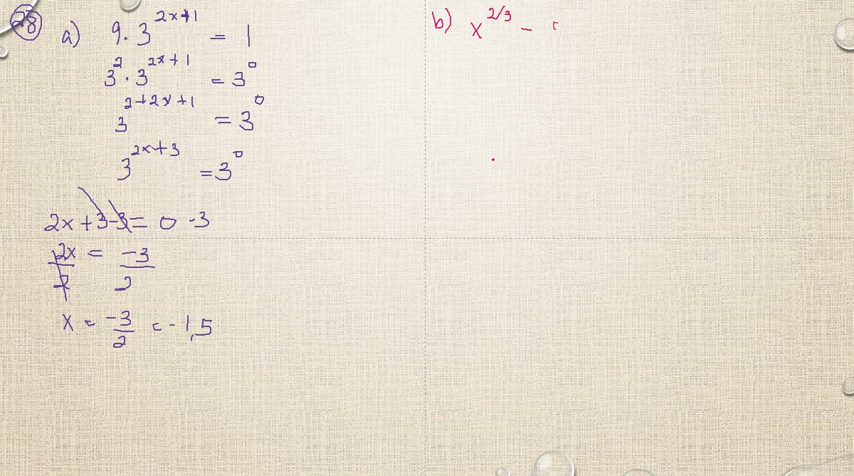 28
a) 9·3^(2x+1) = 1
3^2·3^(2x+1) = 3^0
3^(2+2x+1) = 3^0
3^(2x+3) = 3^0
2x+3-3 = 0-3
2x/2 = -3/2
x = -3/2 = -1,5
b) x^(2/3) -